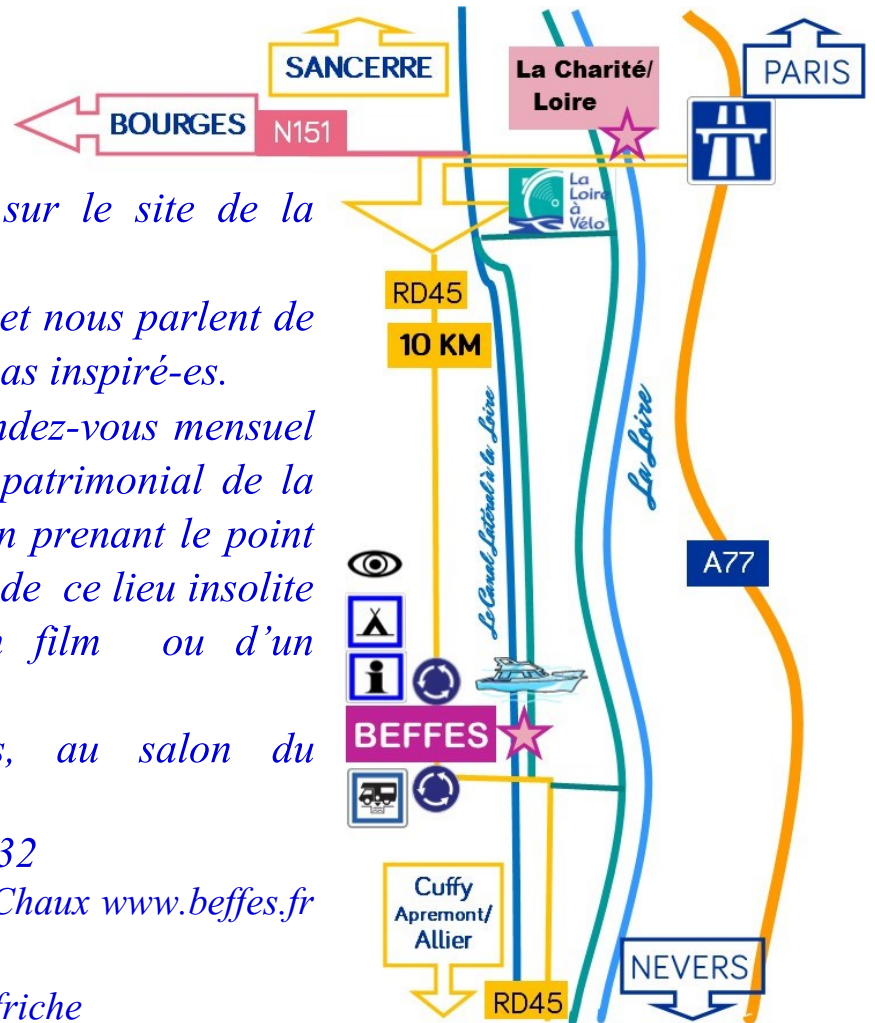 SANCERRE
La Charité/
Loire
PARIS
BOURGES
N151
La
Loire
à
Vélo
sur le site de la
RD45
et nous parlent de
10 KM
as inspiré-es.
ndez-vous mensuel
patrimonial de la
n prenant le point
de ce lieu insolite
film ou d’un
Le Canal Latéral à la Loire
La Loire
A77
BEFFES
s, au salon du
32
Chaux www.beffes.fr
friche
Cuffy
Apremont/
Allier
NEVERS
RD45